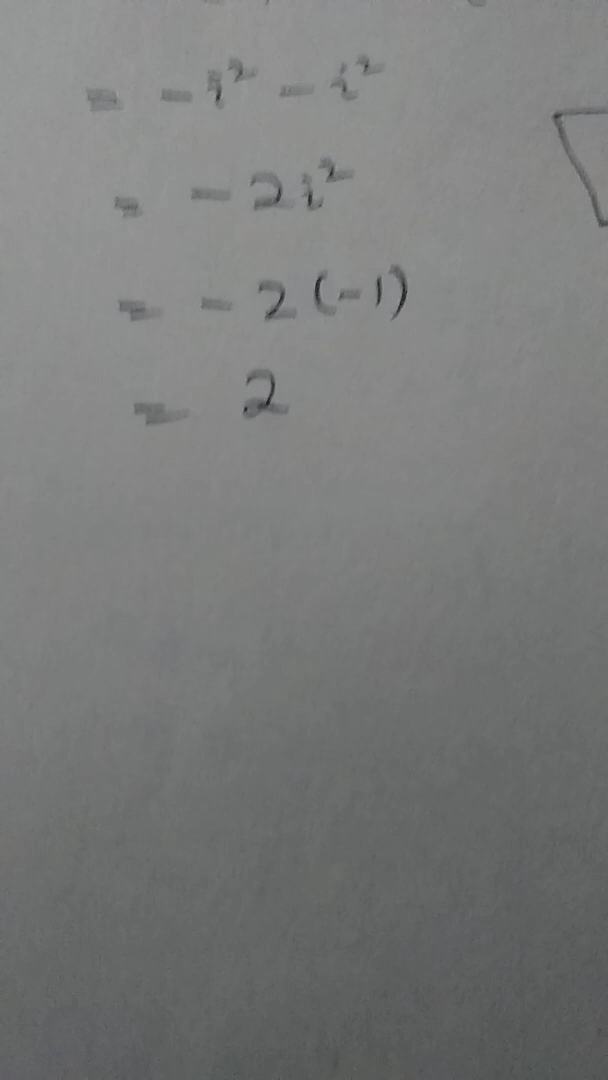 = -i² - i²
= -2i²
= -2(-1)
= 2